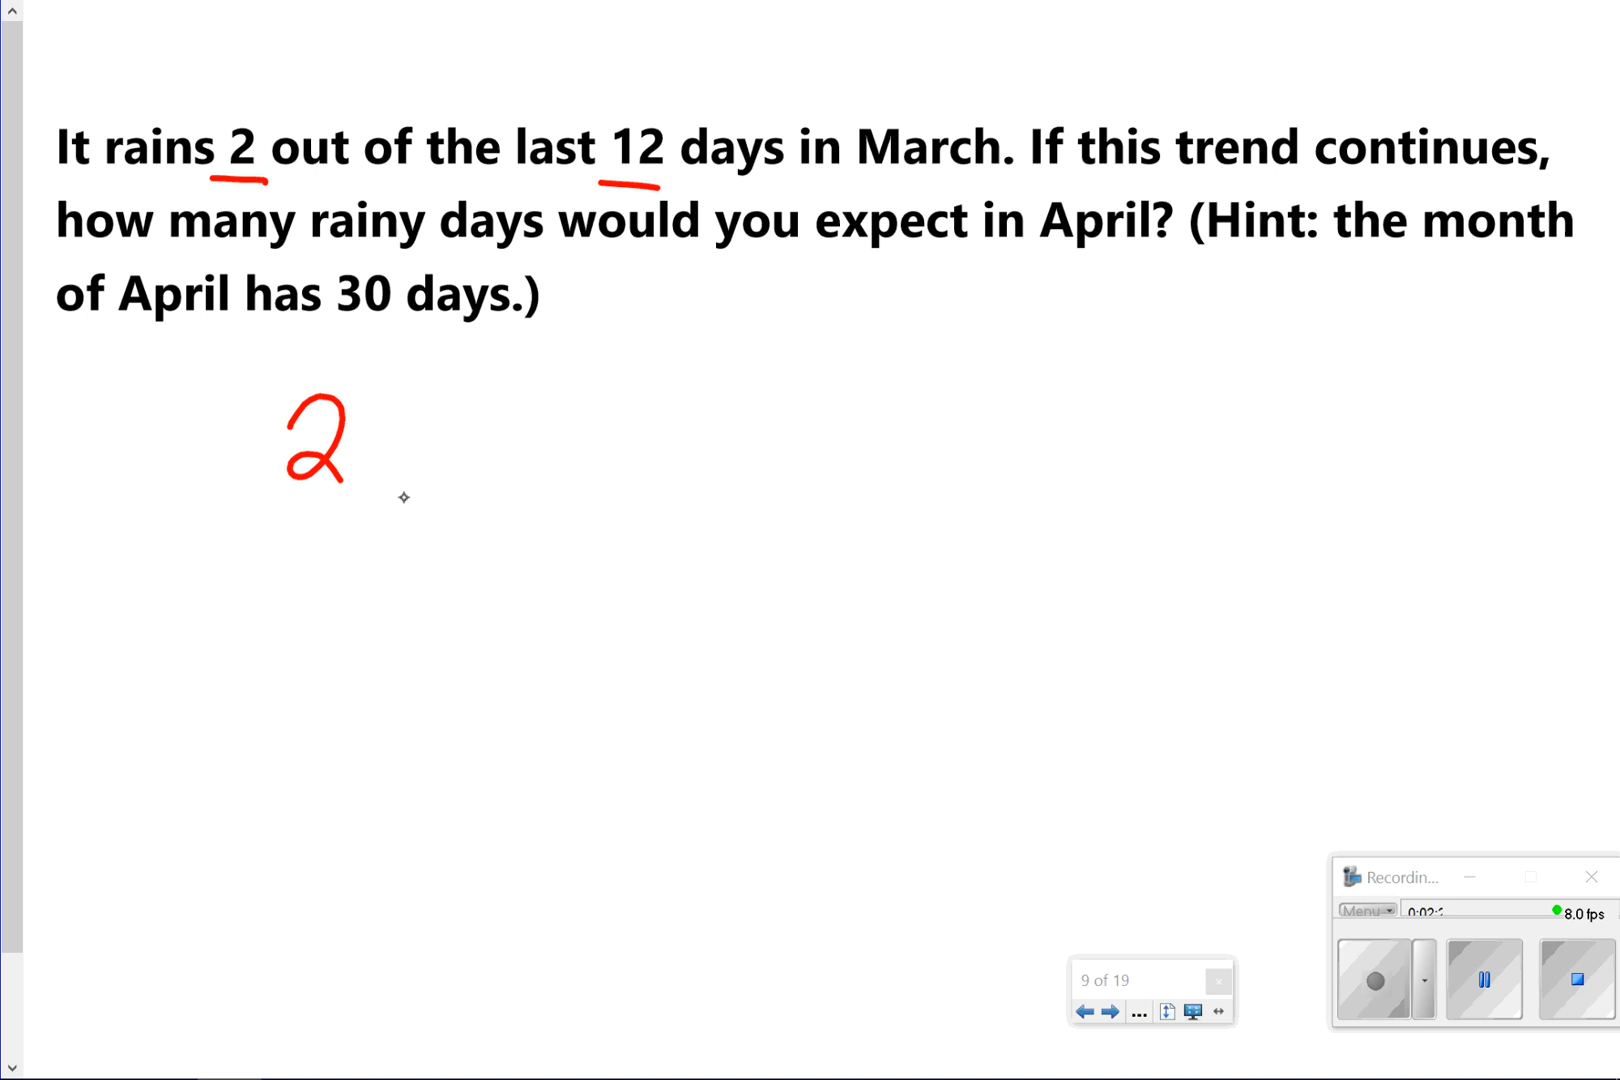 It rains 2 out of the last 12 days in March. If this trend continues,
how many rainy days would you expect in April? (Hint: the month
of April has 30 days.)
2
Recordin...
Menu
8.0 fps
9 of 19
...